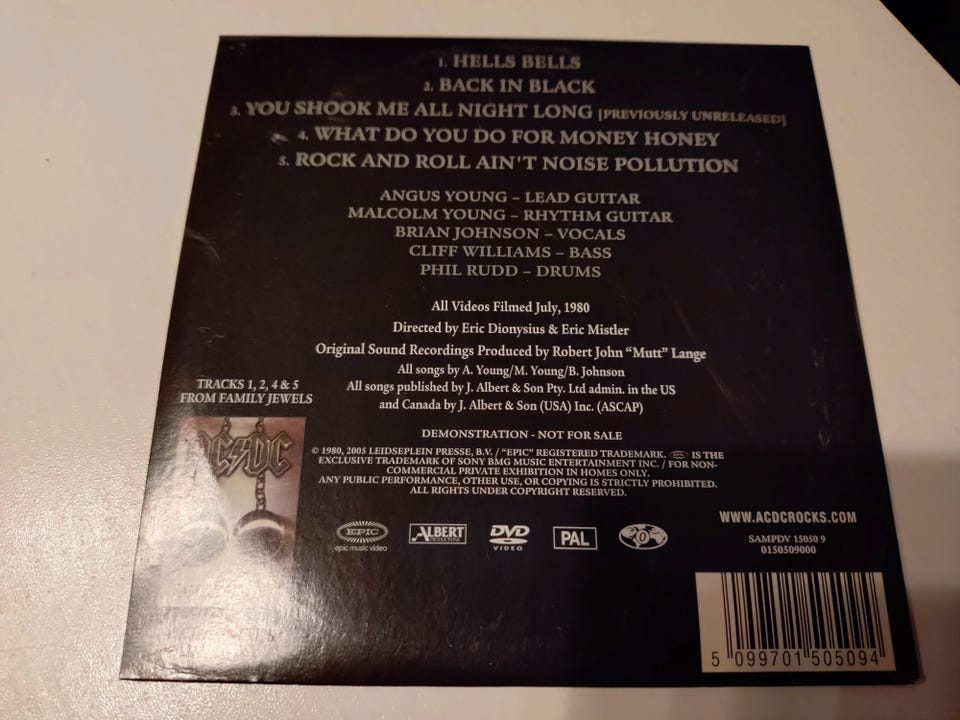 1. HELLS BELLS
2. BACK IN BLACK
3. YOU SHOOK ME ALL NIGHT LONG [PREVIOUSLY UNRELEASED]
4. WHAT DO YOU DO FOR MONEY HONEY
5. ROCK AND ROLL AIN'T NOISE POLLUTION
ANGUS YOUNG – LEAD GUITAR
MALCOLM YOUNG – RHYTHM GUITAR
BRIAN JOHNSON – VOCALS
CLIFF WILLIAMS – BASS
PHIL RUDD – DRUMS
All Videos Filmed July, 1980
Directed by Eric Dionysius & Eric Mistler
Original Sound Recordings Produced by Robert John “Mutt” Lange
All songs by A. Young/M. Young/B. Johnson
All songs published by J. Albert & Son Pty. Ltd admin. in the US
and Canada by J. Albert & Son (USA) Inc. (ASCAP)
TRACKS 1, 2, 4 & 5
FROM FAMILY JEWELS
AC/DC
DEMONSTRATION - NOT FOR SALE
© 1980, 2005 LEIDSEPLEIN PRESSE, B.V. / “EPIC” REGISTERED TRADEMARK. EPIC IS THE
EXCLUSIVE TRADEMARK OF SONY BMG MUSIC ENTERTAINMENT INC. / FOR NON-
COMMERCIAL PRIVATE EXHIBITION IN HOMES ONLY.
ANY PUBLIC PERFORMANCE, OTHER USE, OR COPYING IS STRICTLY PROHIBITED.
ALL RIGHTS UNDER COPYRIGHT RESERVED.
EPIC
epic music video
ALBERT
PRODUCTIONS
DVD
VIDEO
PAL
0
WWW.ACDCROCKS.COM
SAMPDV 15050 9
0150509000
5 099701 505094